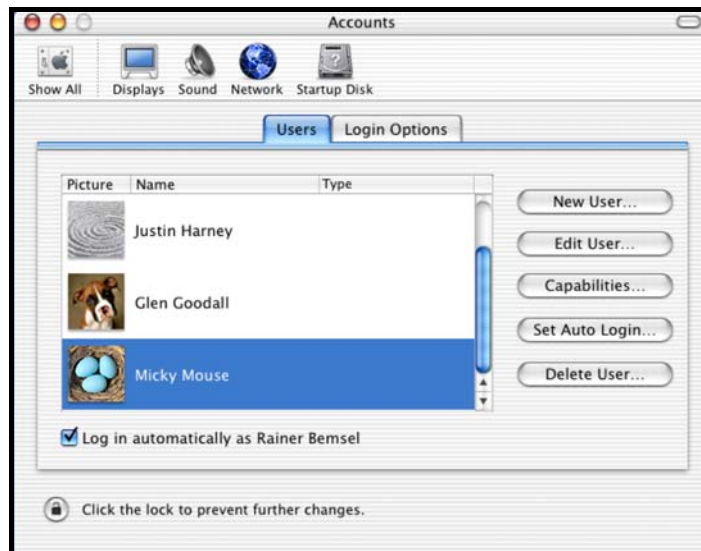 Accounts
Show All Displays Sound Network Startup Disk
Users Login Options
Picture Name Type
Justin Harney
Glen Goodall
Micky Mouse
New User...
Edit User...
Capabilities...
Set Auto Login...
Delete User...
Log in automatically as Rainer Bemsel
Click the lock to prevent further changes.